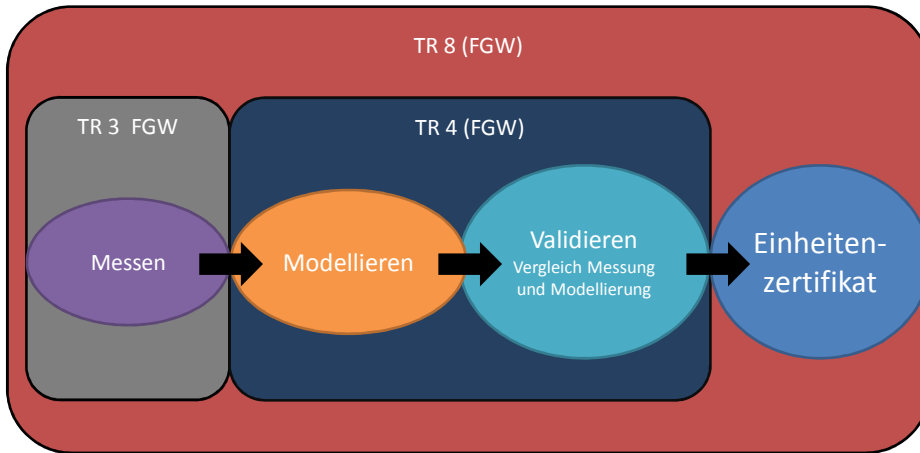 TR 8 (FGW)
TR 3 FGW
TR 4 (FGW)
Messen
Modellieren
Validieren
Vergleich Messung
und Modellierung
Einheiten-
zertifikat